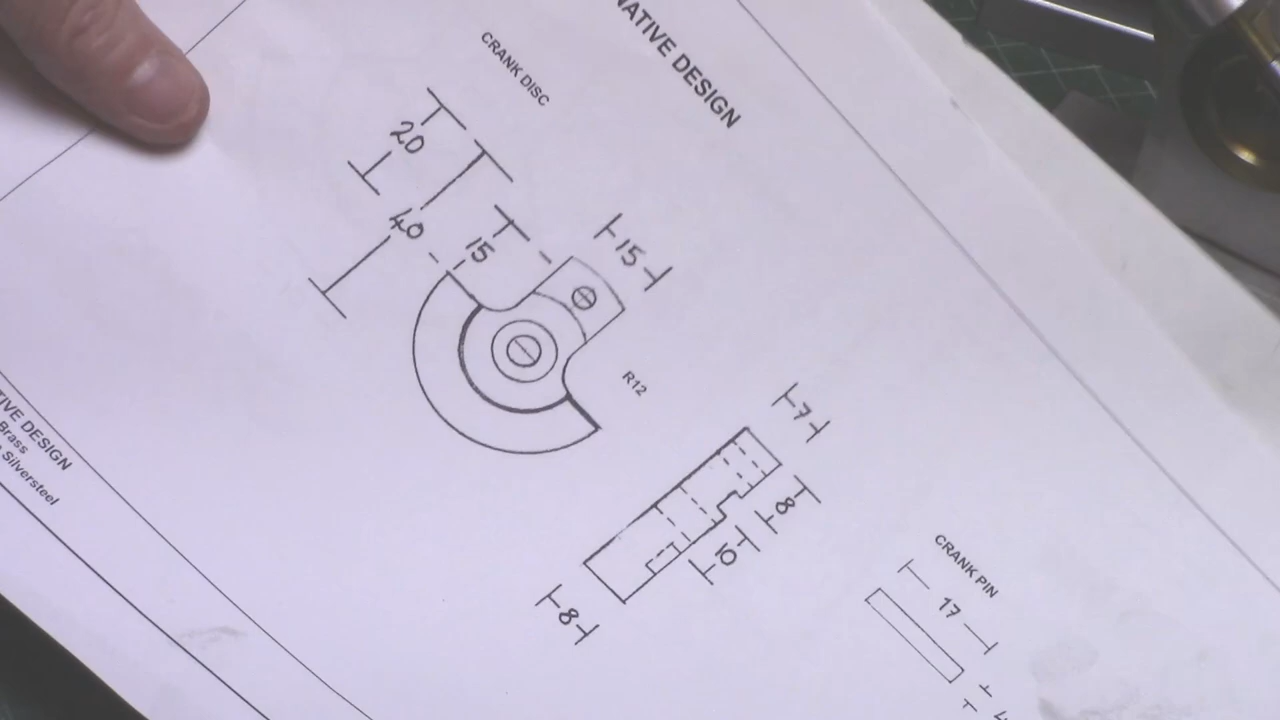 NATIVE DESIGN
CRANK DISC
20
40
15
15
R12
7
8
10
8
CRANK PIN
17
TIVE DESIGN
Brass
Silversteel